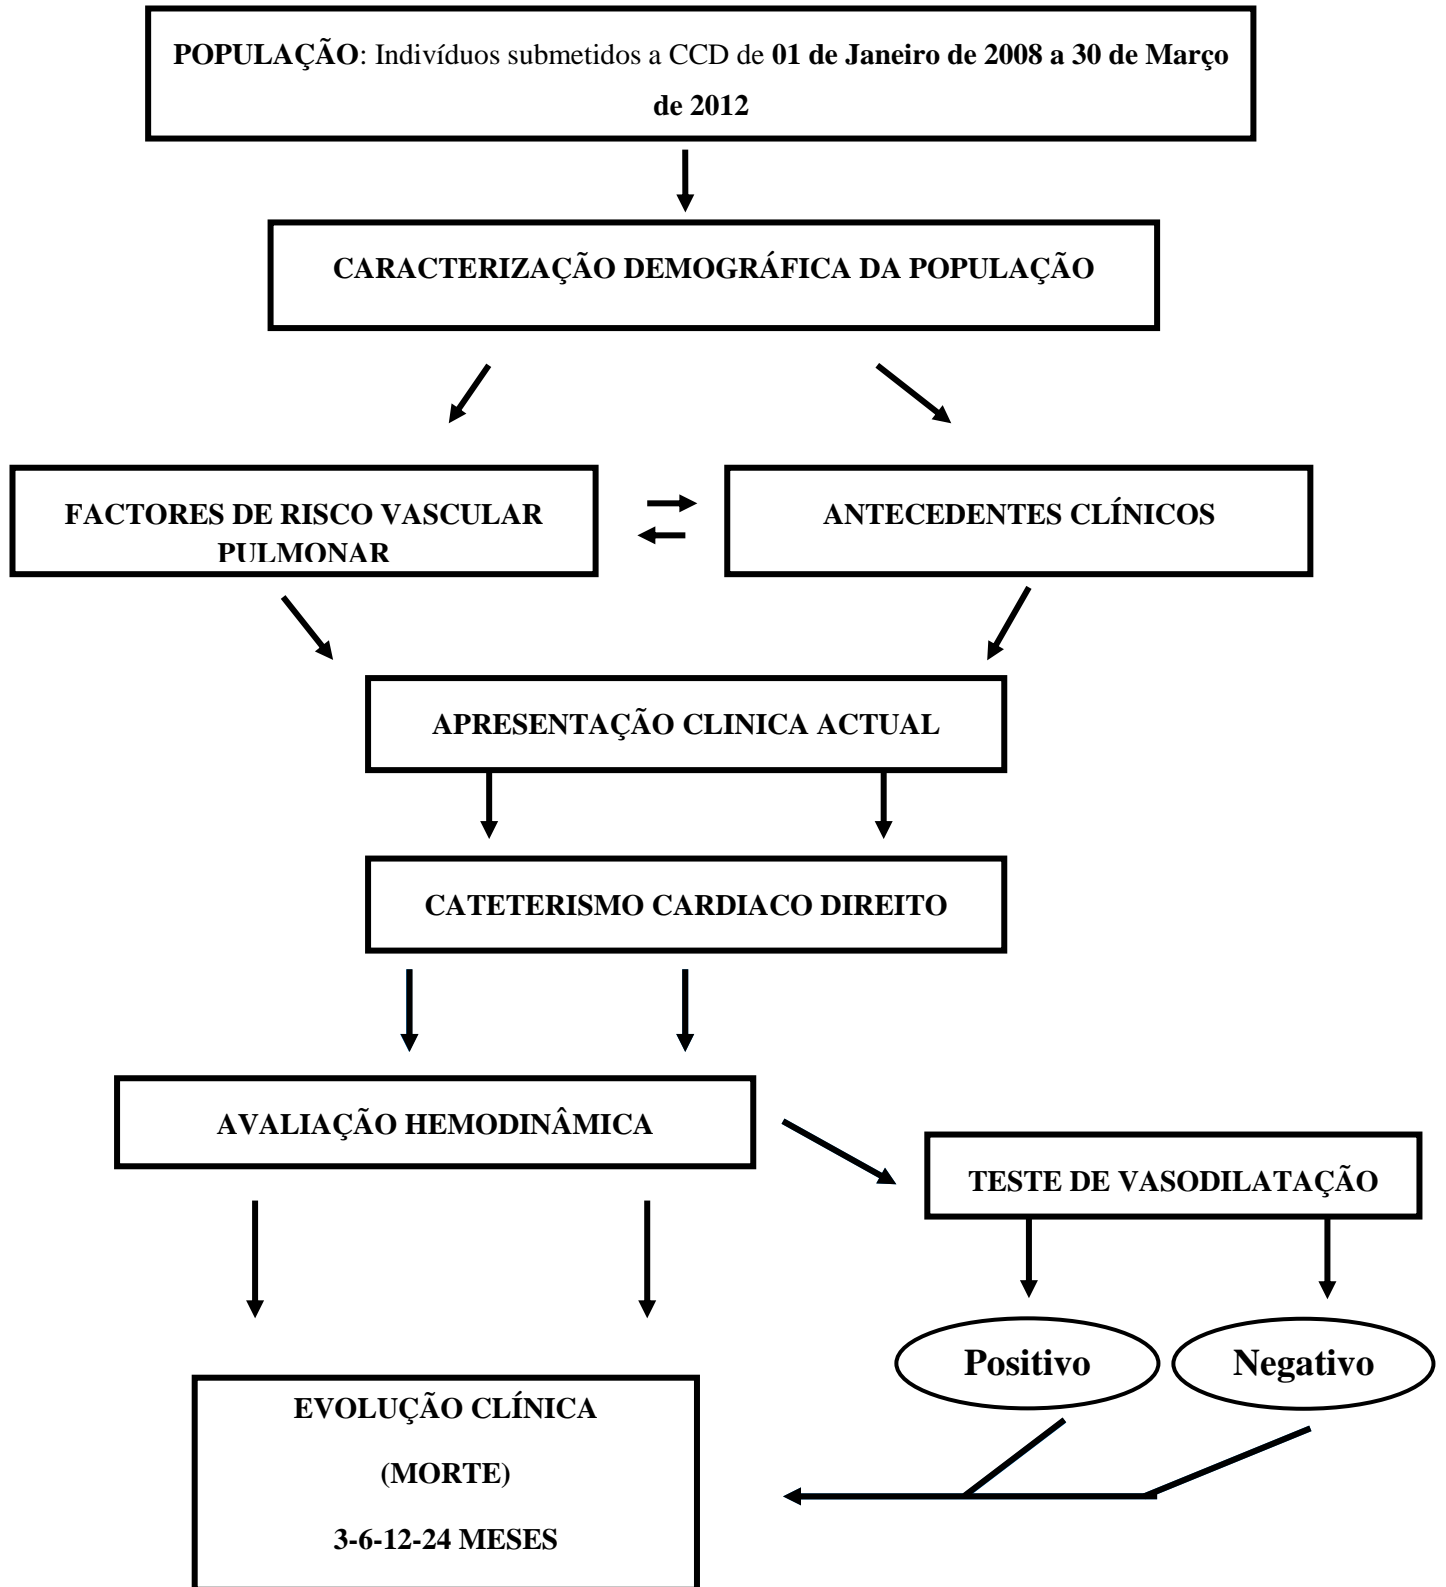 POPULAÇÃO: Indivíduos submetidos a CCD de 01 de Janeiro de 2008 a 30 de Março
de 2012
CARACTERIZAÇÃO DEMOGRÁFICA DA POPULAÇÃO
FACTORES DE RISCO VASCULAR
PULMONAR
ANTECEDENTES CLÍNICOS
APRESENTAÇÃO CLINICA ACTUAL
CATETERISMO CARDIACO DIREITO
AVALIAÇÃO HEMODINÂMICA
TESTE DE VASODILATAÇÃO
Positivo
Negativo
EVOLUÇÃO CLÍNICA
(MORTE)
3-6-12-24 MESES